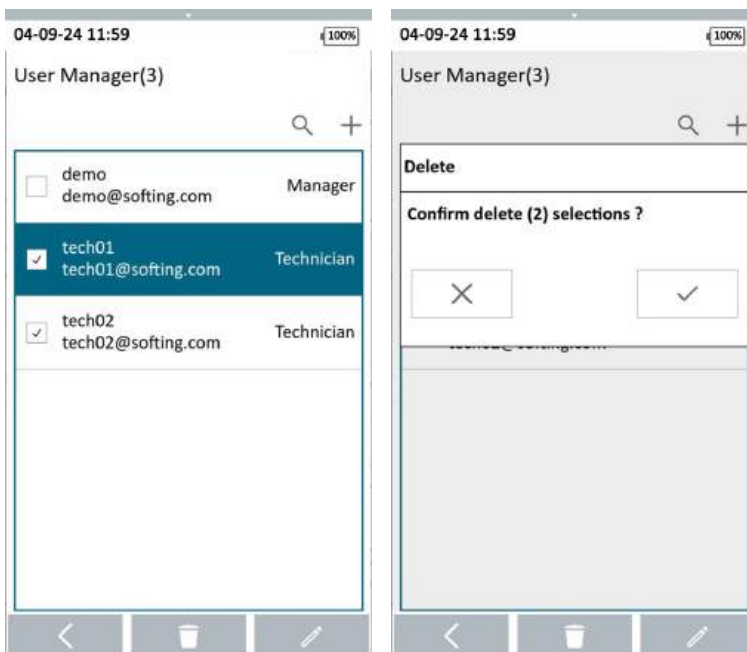 04-09-24 11:59
100%
User Manager(3)
demo
demo@softing.com
Manager
tech01
tech01@softing.com
Technician
tech02
tech02@softing.com
Technician
04-09-24 11:59
100%
User Manager(3)
Delete
Confirm delete (2) selections ?